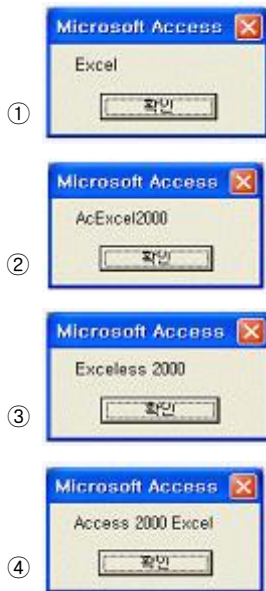 Microsoft Access
Excel
확인
①
Microsoft Access
AcExcel2000
확인
②
Microsoft Access
Exceless 2000
확인
③
Microsoft Access
Access 2000 Excel
확인
④